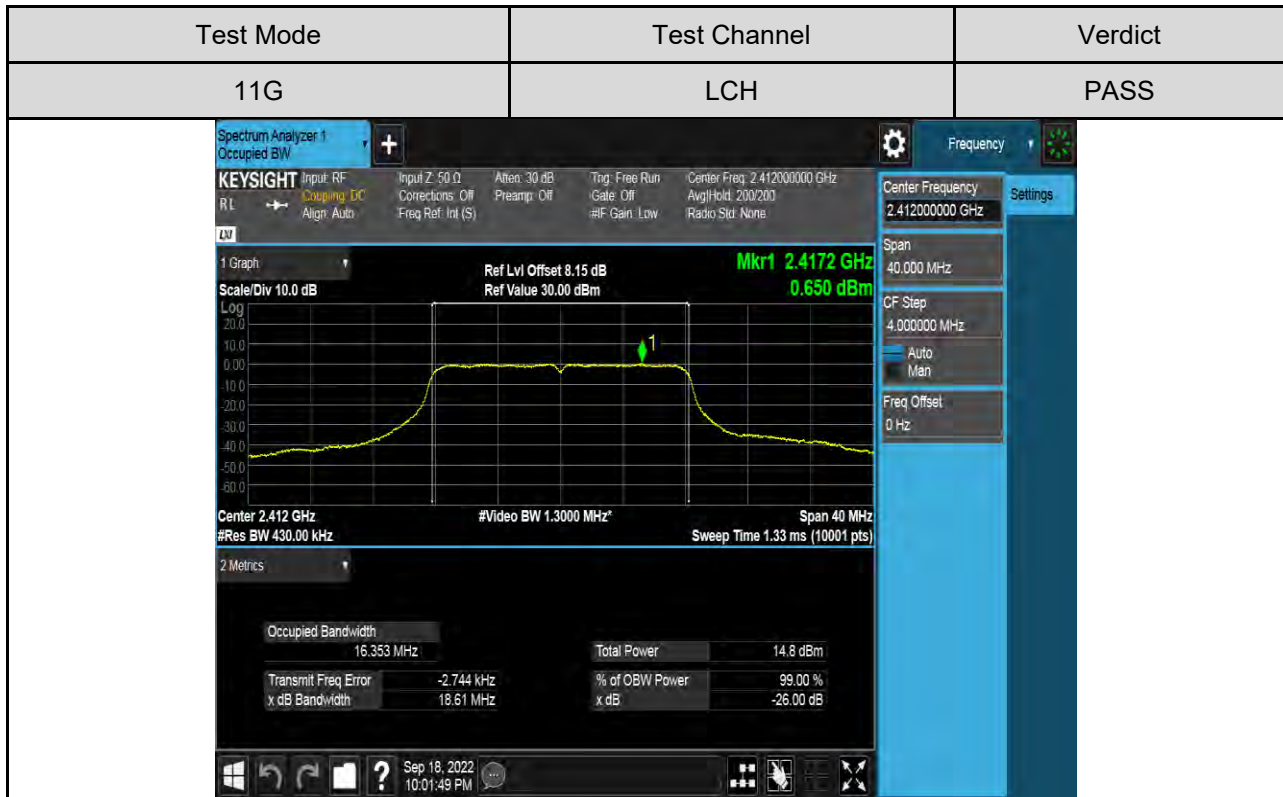 Test Mode Test Channel Verdict
11G LCH PASS
Spectrum Analyzer 1
Occupied BW
+
Frequency
KEYSIGHT Input: RF Input Z: 50 Ω Atten: 30 dB Trig: Free Run Center Freq: 2.412000000 GHz
RL Coupling: DC Corrections: Off Preamp: Off Gate: Off Avg|Hold: 200/200
Align: Auto Freq Ref: Int (S) #IF Gain: Low Radio Std: None
LXI
Center Frequency
2.412000000 GHz
Settings
Span
40.000 MHz
CF Step
4.000000 MHz
Auto
Man
Freq Offset
0 Hz
1 Graph Ref Lvl Offset 8.15 dB Mkr1 2.4172 GHz
Scale/Div 10.0 dB Ref Value 30.00 dBm 0.650 dBm
Log
20.0
10.0
1
0.00
-10.0
-20.0
-30.0
-40.0
-50.0
-60.0
Center 2.412 GHz #Video BW 1.3000 MHz* Span 40 MHz
#Res BW 430.00 kHz Sweep Time 1.33 ms (10001 pts)
2 Metrics
Occupied Bandwidth
16.353 MHz Total Power 14.8 dBm
Transmit Freq Error -2.744 kHz % of OBW Power 99.00 %
x dB Bandwidth 18.61 MHz x dB -26.00 dB
? Sep 18, 2022
10:01:49 PM